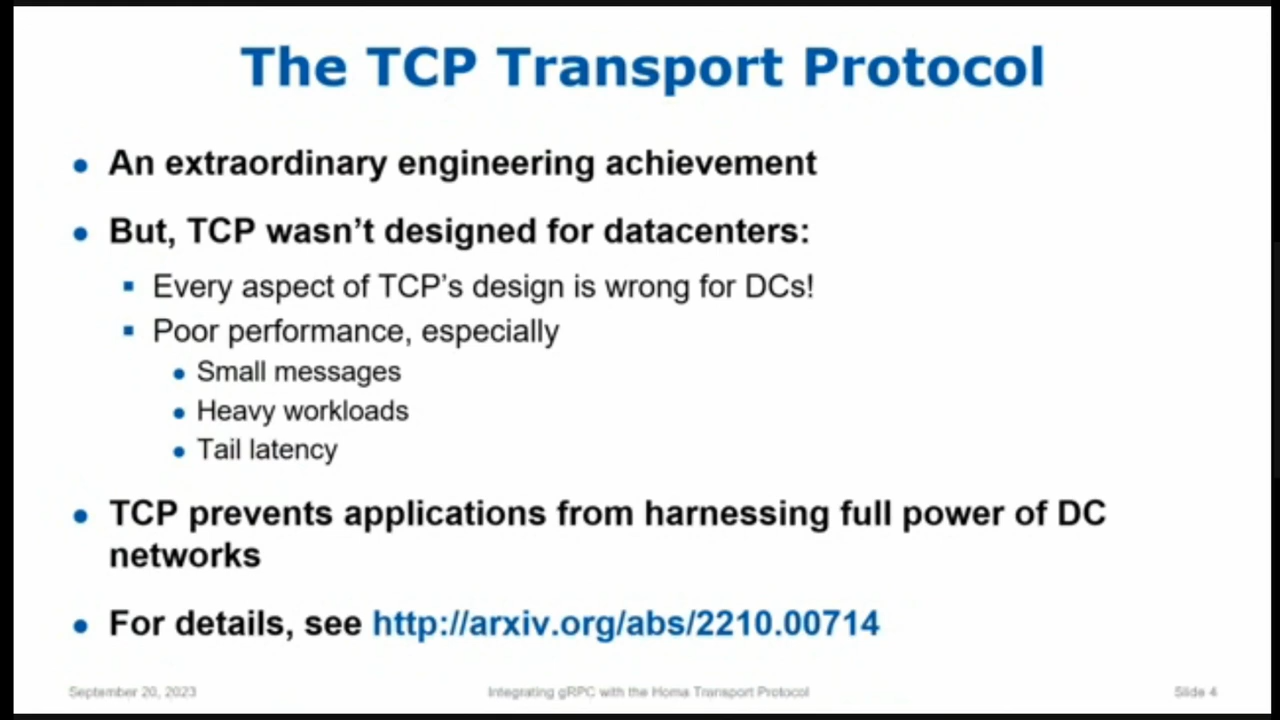 The TCP Transport Protocol
• An extraordinary engineering achievement
• But, TCP wasn't designed for datacenters:
▪ Every aspect of TCP's design is wrong for DCs!
▪ Poor performance, especially
• Small messages
• Heavy workloads
• Tail latency
• TCP prevents applications from harnessing full power of DC
networks
• For details, see http://arxiv.org/abs/2210.00714
September 20, 2023 Integrating gRPC with the Homa Transport Protocol Slide 4